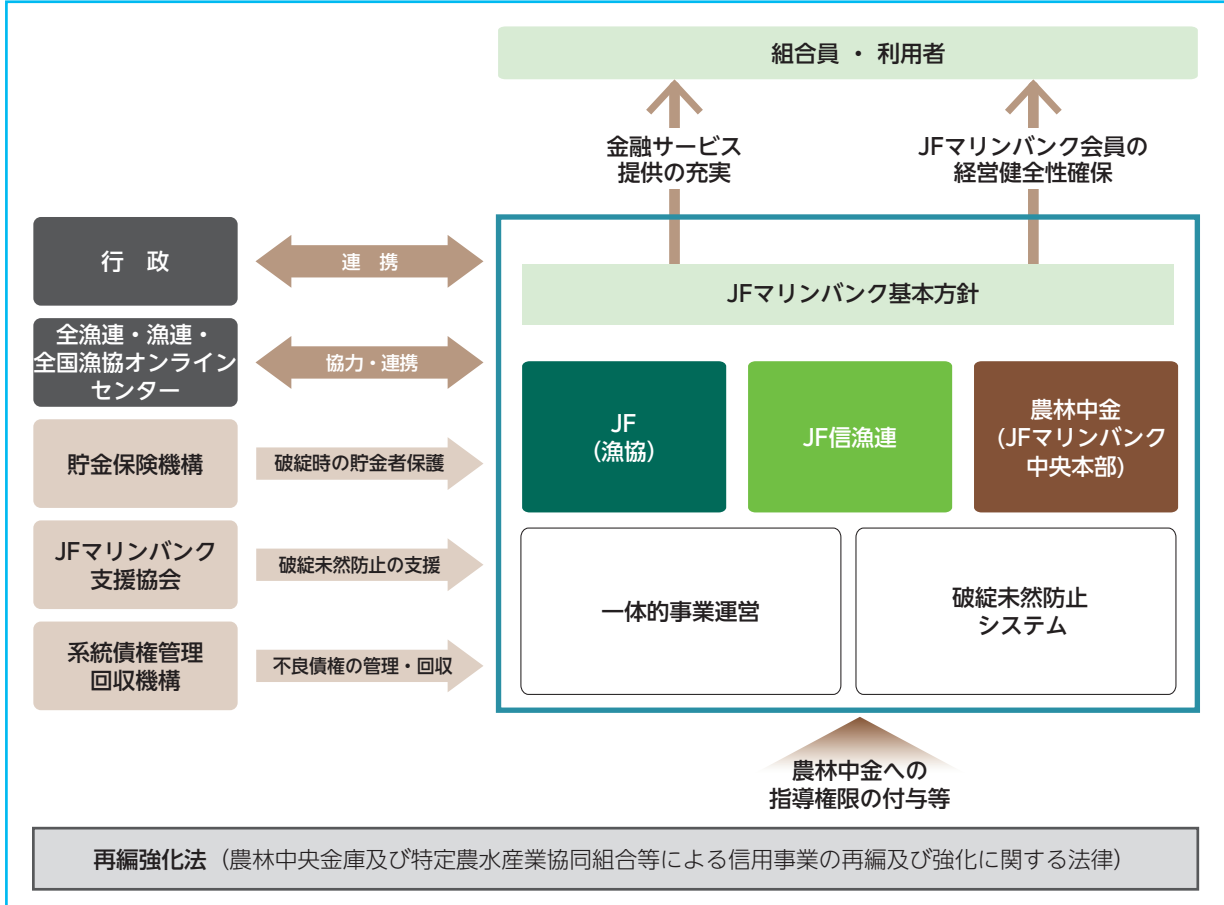 組合員 ・ 利用者
金融サービス
提供の充実
JFマリンバンク会員の
経営健全性確保
行　政
連　携
JFマリンバンク基本方針
全漁連・漁連・
全国漁協オンライン
センター
協力・連携
JF
(漁協)
JF信漁連
農林中金
(JFマリンバンク
中央本部)
貯金保険機構
破綻時の貯金者保護
JFマリンバンク
支援協会
破綻未然防止の支援
一体的事業運営
破綻未然防止
システム
系統債権管理
回収機構
不良債権の管理・回収
農林中金への
指導権限の付与等
再編強化法（農林中央金庫及び特定農水産業協同組合等による信用事業の再編及び強化に関する法律）